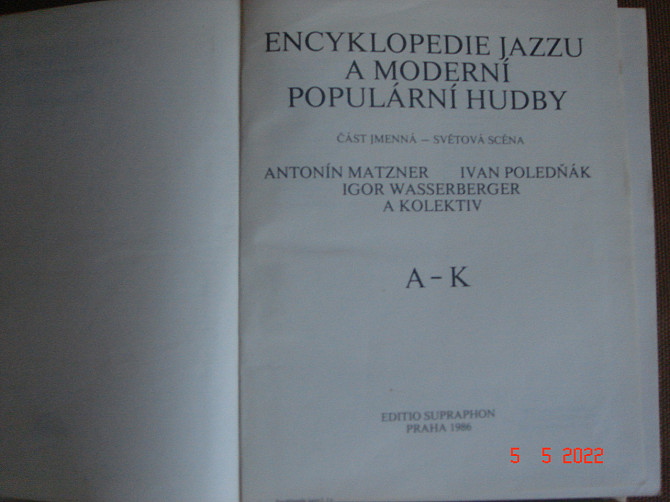 ENCYKLOPEDIE JAZZU
A MODERNÍ
POPULÁRNÍ HUDBY
ČÁST JMENNÁ – SVĚTOVÁ SCÉNA
ANTONÍN MATZNER IVAN POLEDŇÁK
IGOR WASSERBERGER
A KOLEKTIV
A – K
EDITIO SUPRAPHON
PRAHA 1986
5 5 2022